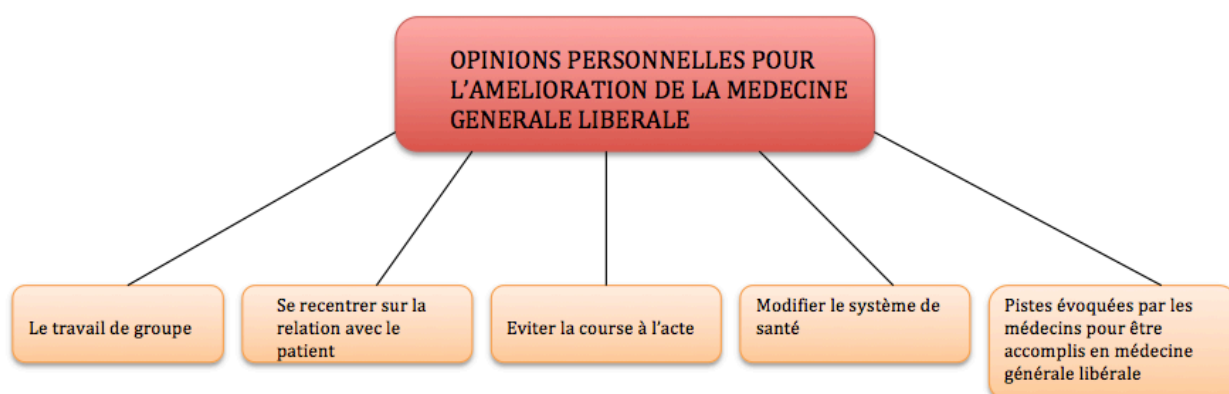 OPINIONS PERSONNELLES POUR
L'AMELIORATION DE LA MEDECINE
GENERALE LIBERALE
Le travail de groupe
Se recentrer sur la
relation avec le
patient
Eviter la course à l'acte
Modifier le système de
santé
Pistes évoquées par les
médecins pour être
accomplis en médecine
générale libérale